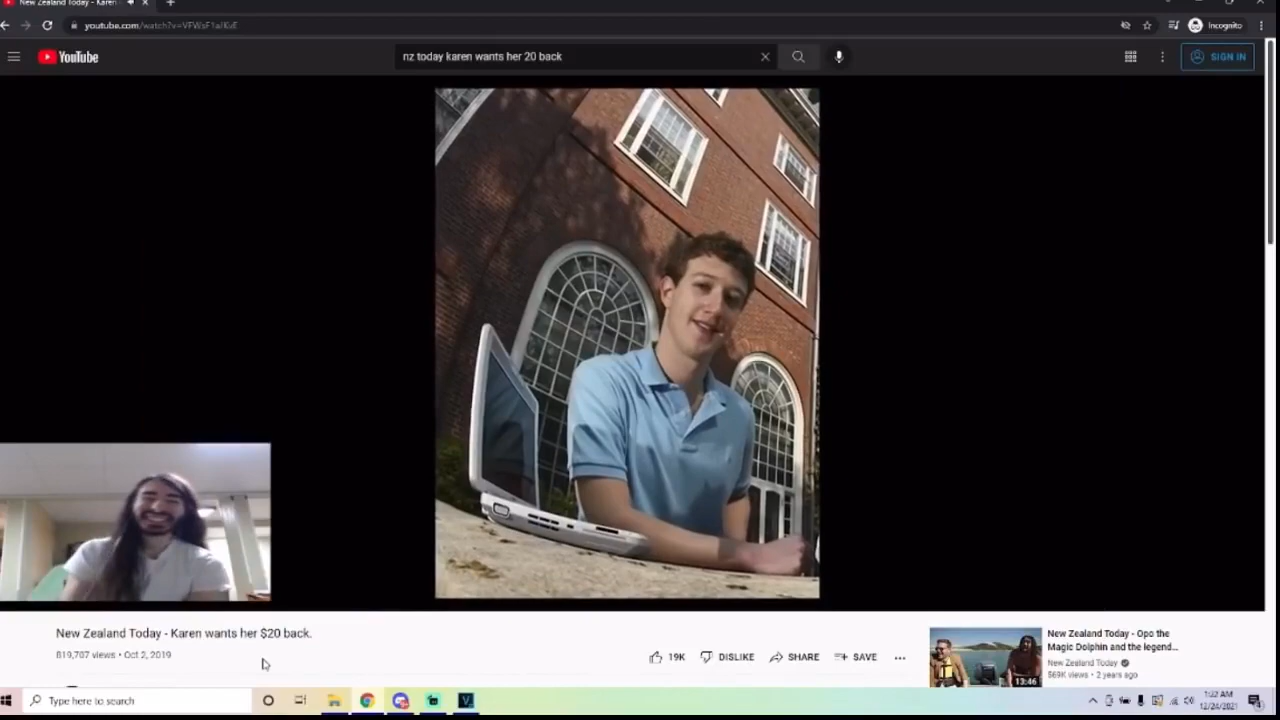 New Zealand Today - Karen
youtube.com/watch?v=
Incognito
YouTube
nz today karen wants her 20 back
SIGN IN
New Zealand Today - Karen wants her $20 back.
819,707 views • Oct 2, 2019
19K
DISLIKE
SHARE
SAVE
New Zealand Today - Opo the
Magic Dolphin and the legend...
New Zealand Today
569K views • 2 years ago
13:46
Type here to search
1:32 AM
12/24/2021